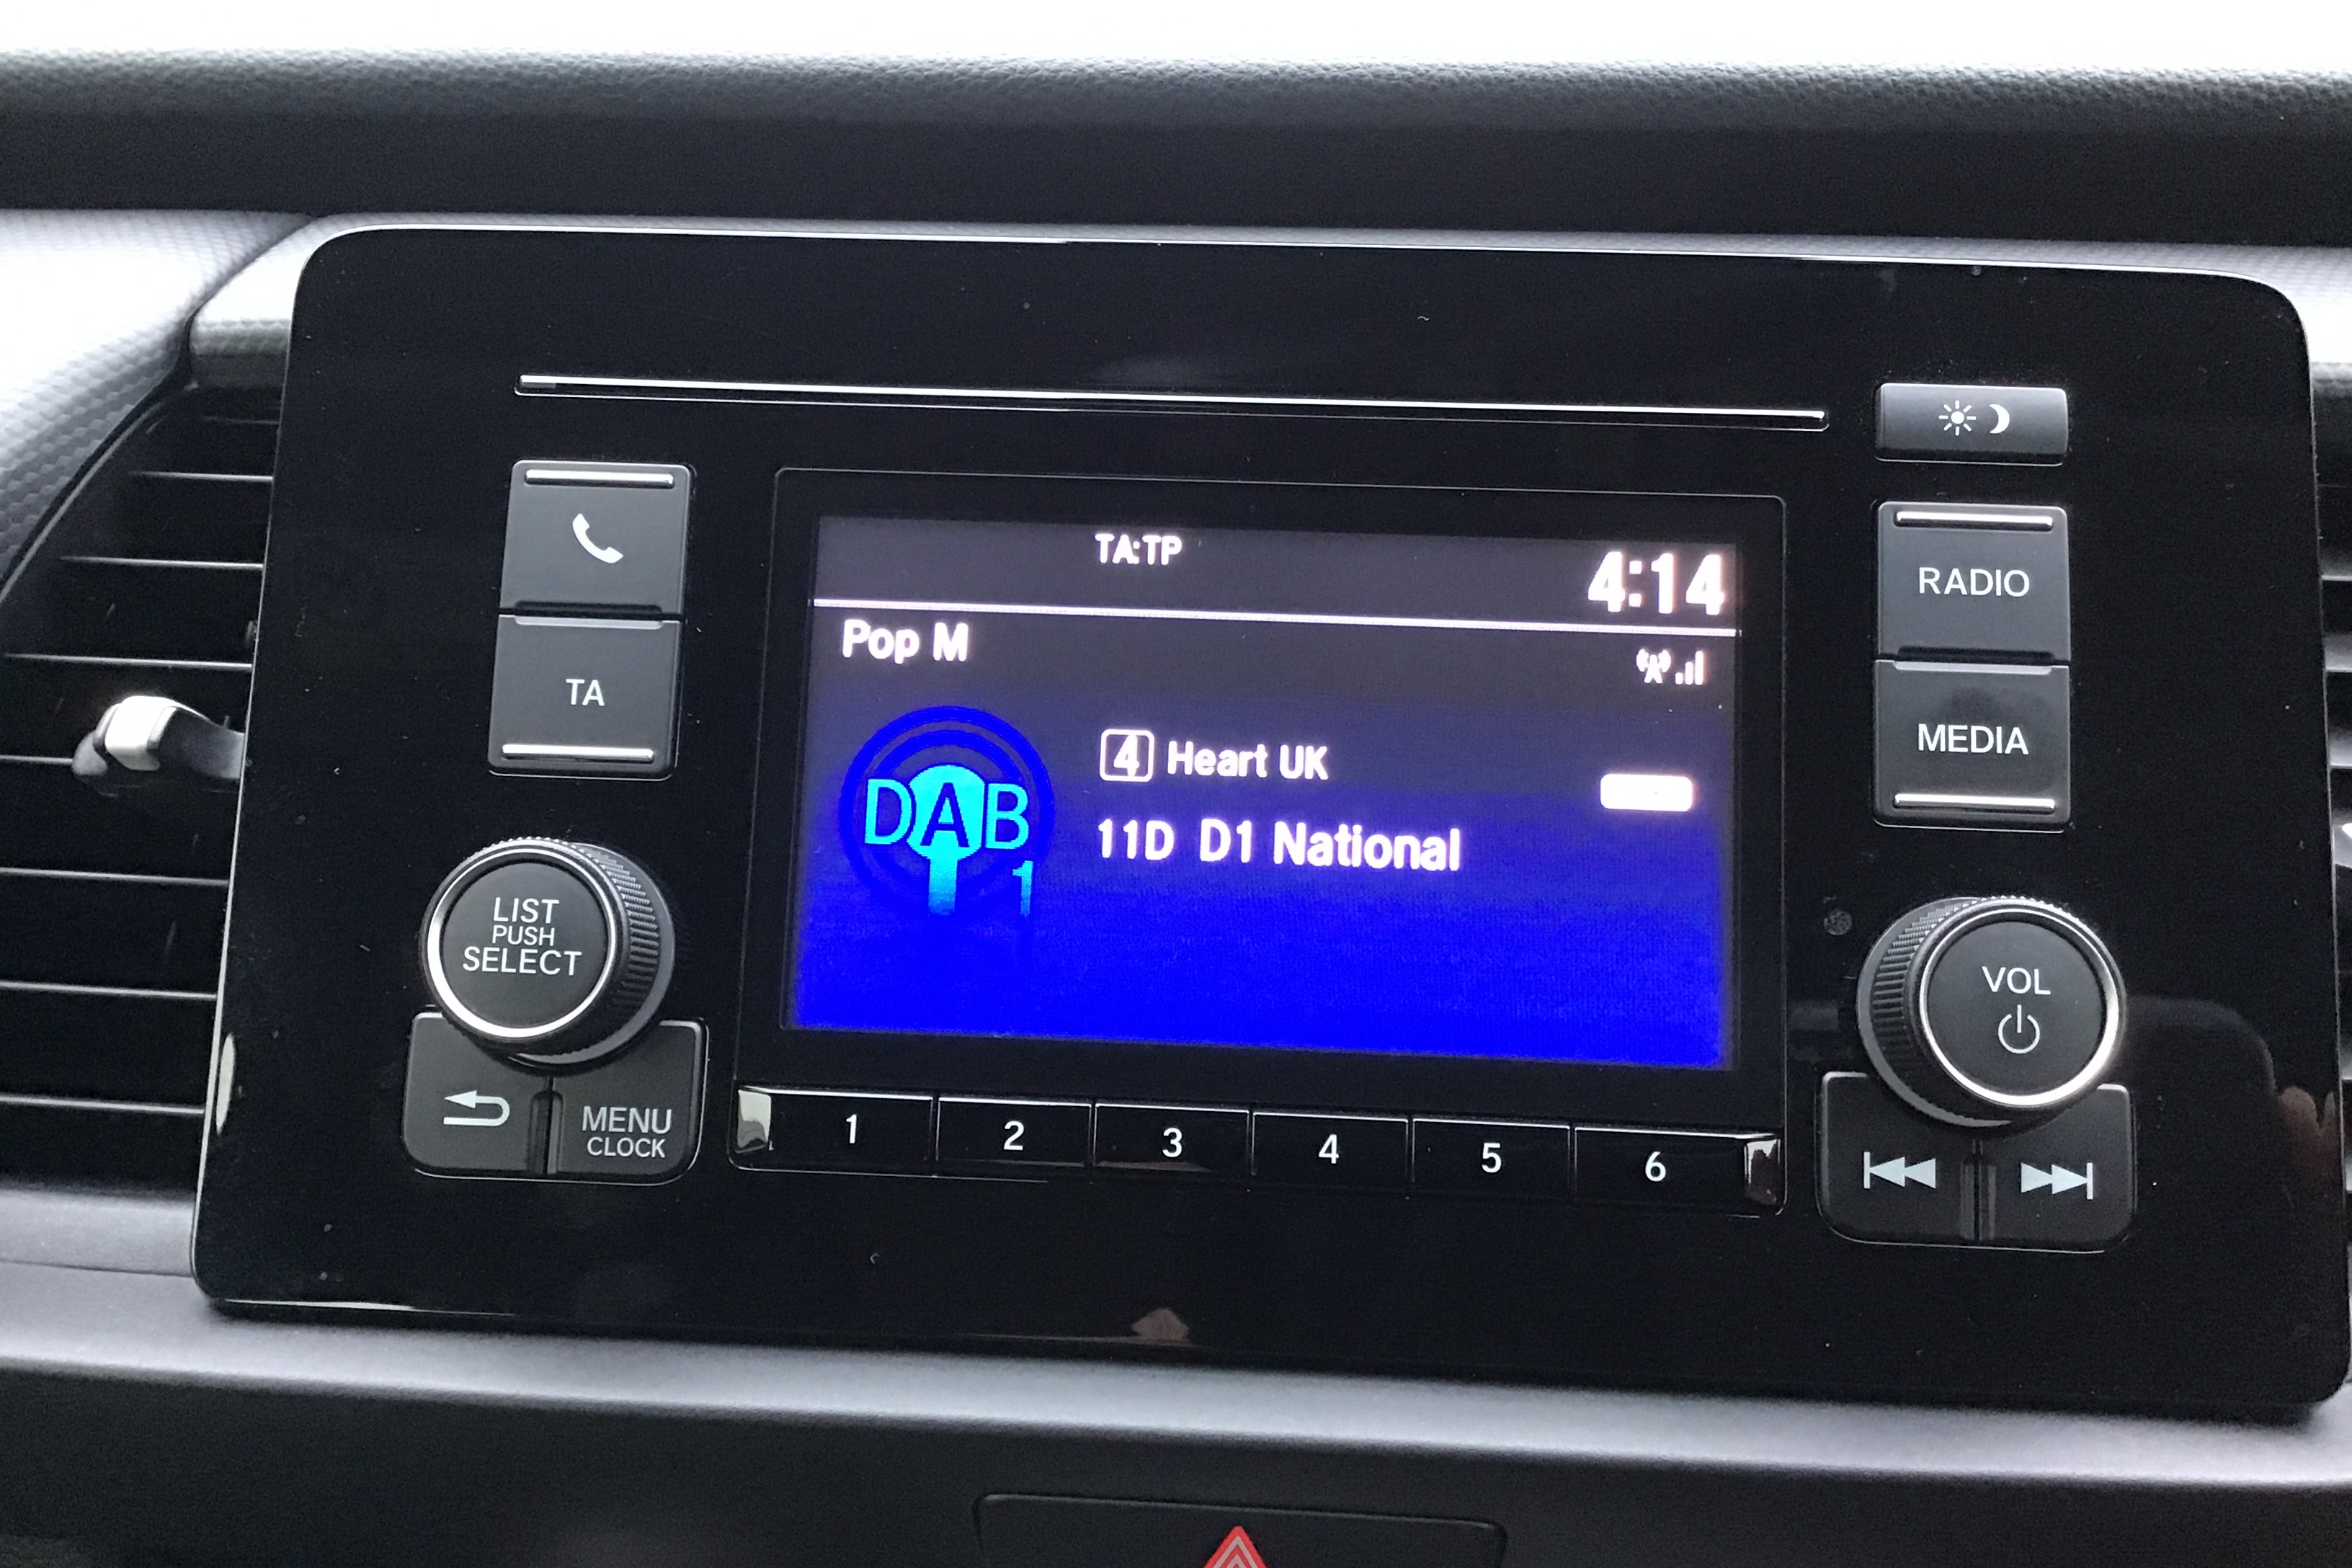 TA:TP
4:14
Pop M
4 Heart UK
11D D1 National
DAB
1
TA
RADIO
MEDIA
LIST
PUSH
SELECT
MENU
CLOCK
VOL
1 2 3 4 5 6